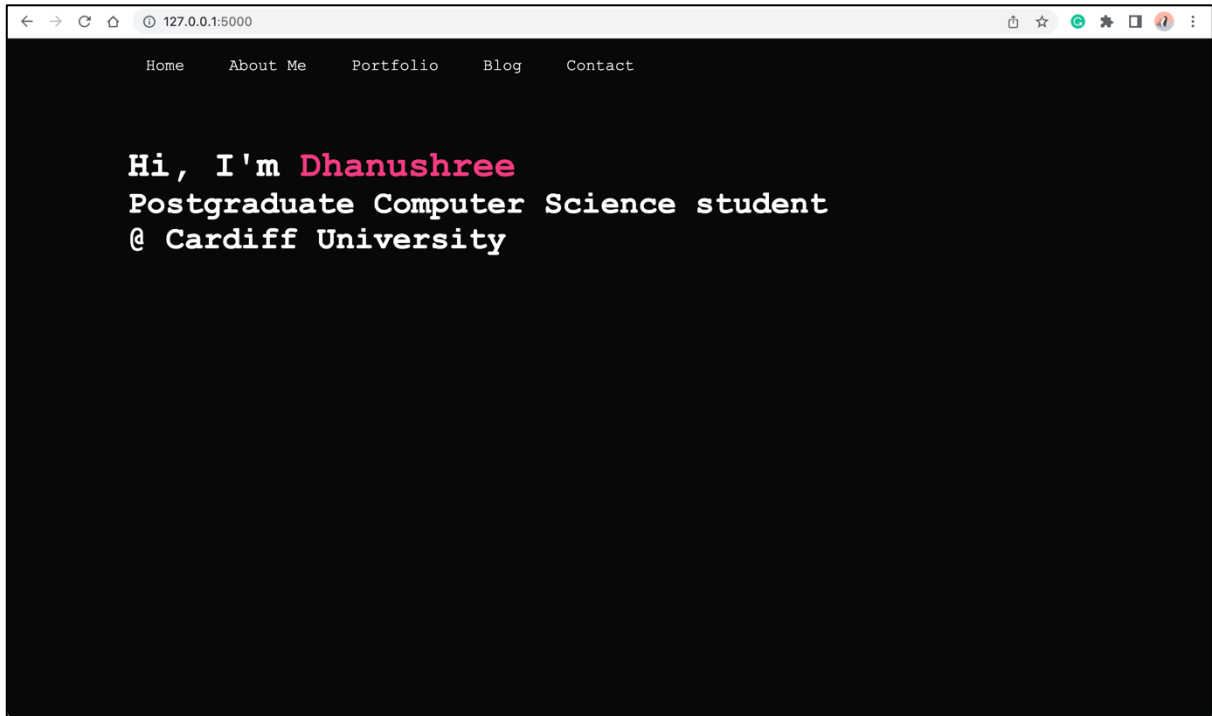 127.0.0.1:5000
Home About Me Portfolio Blog Contact
Hi, I'm Dhanushree
Postgraduate Computer Science student
@ Cardiff University